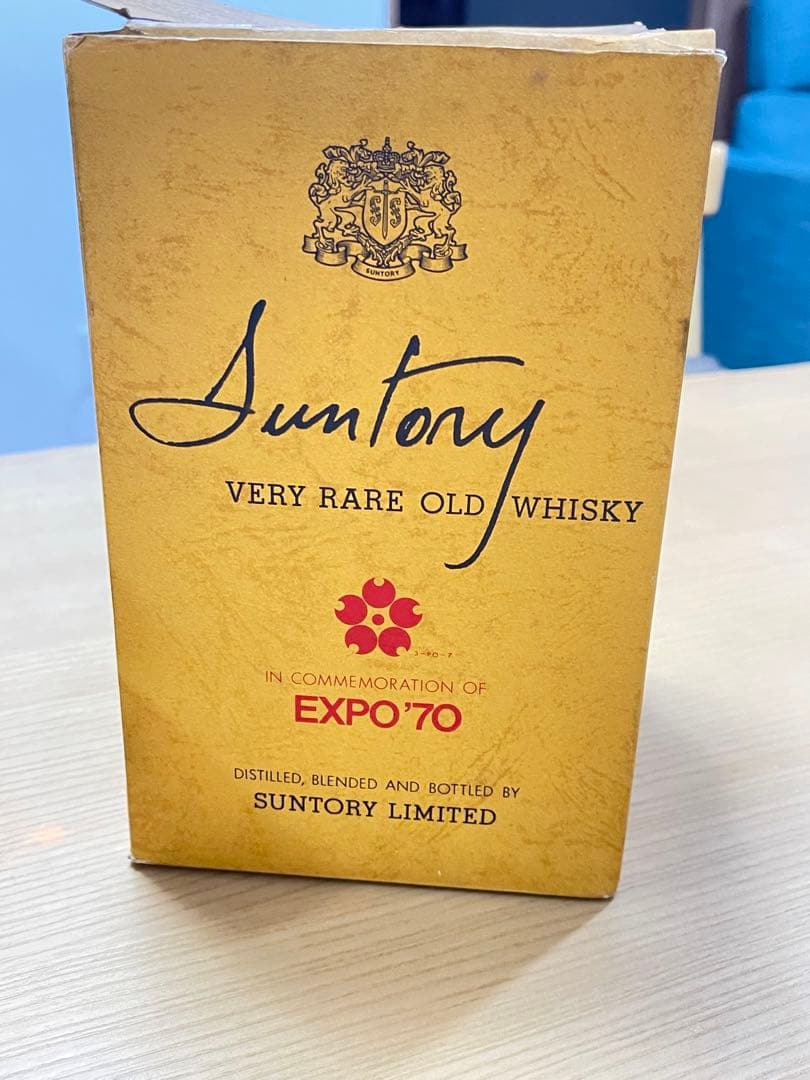 SUNTORY
Suntory
VERY RARE OLD WHISKY
IN COMMEMORATION OF
EXPO'70
DISTILLED, BLENDED AND BOTTLED BY
SUNTORY LIMITED